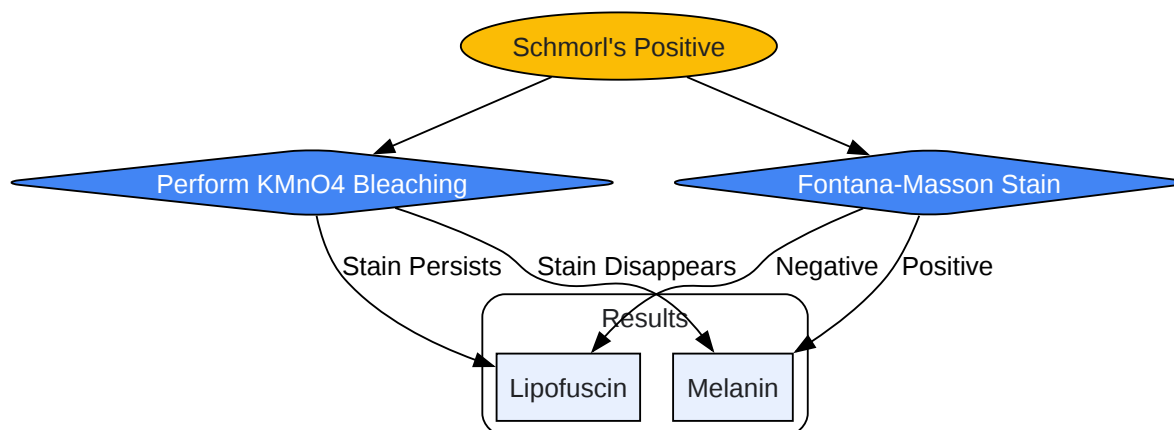 Schmorl's Positive
Perform KMnO4 Bleaching
Fontana-Masson Stain
Stain Persists
Stain Disappears
Negative
Positive
Results
Lipofuscin
Melanin